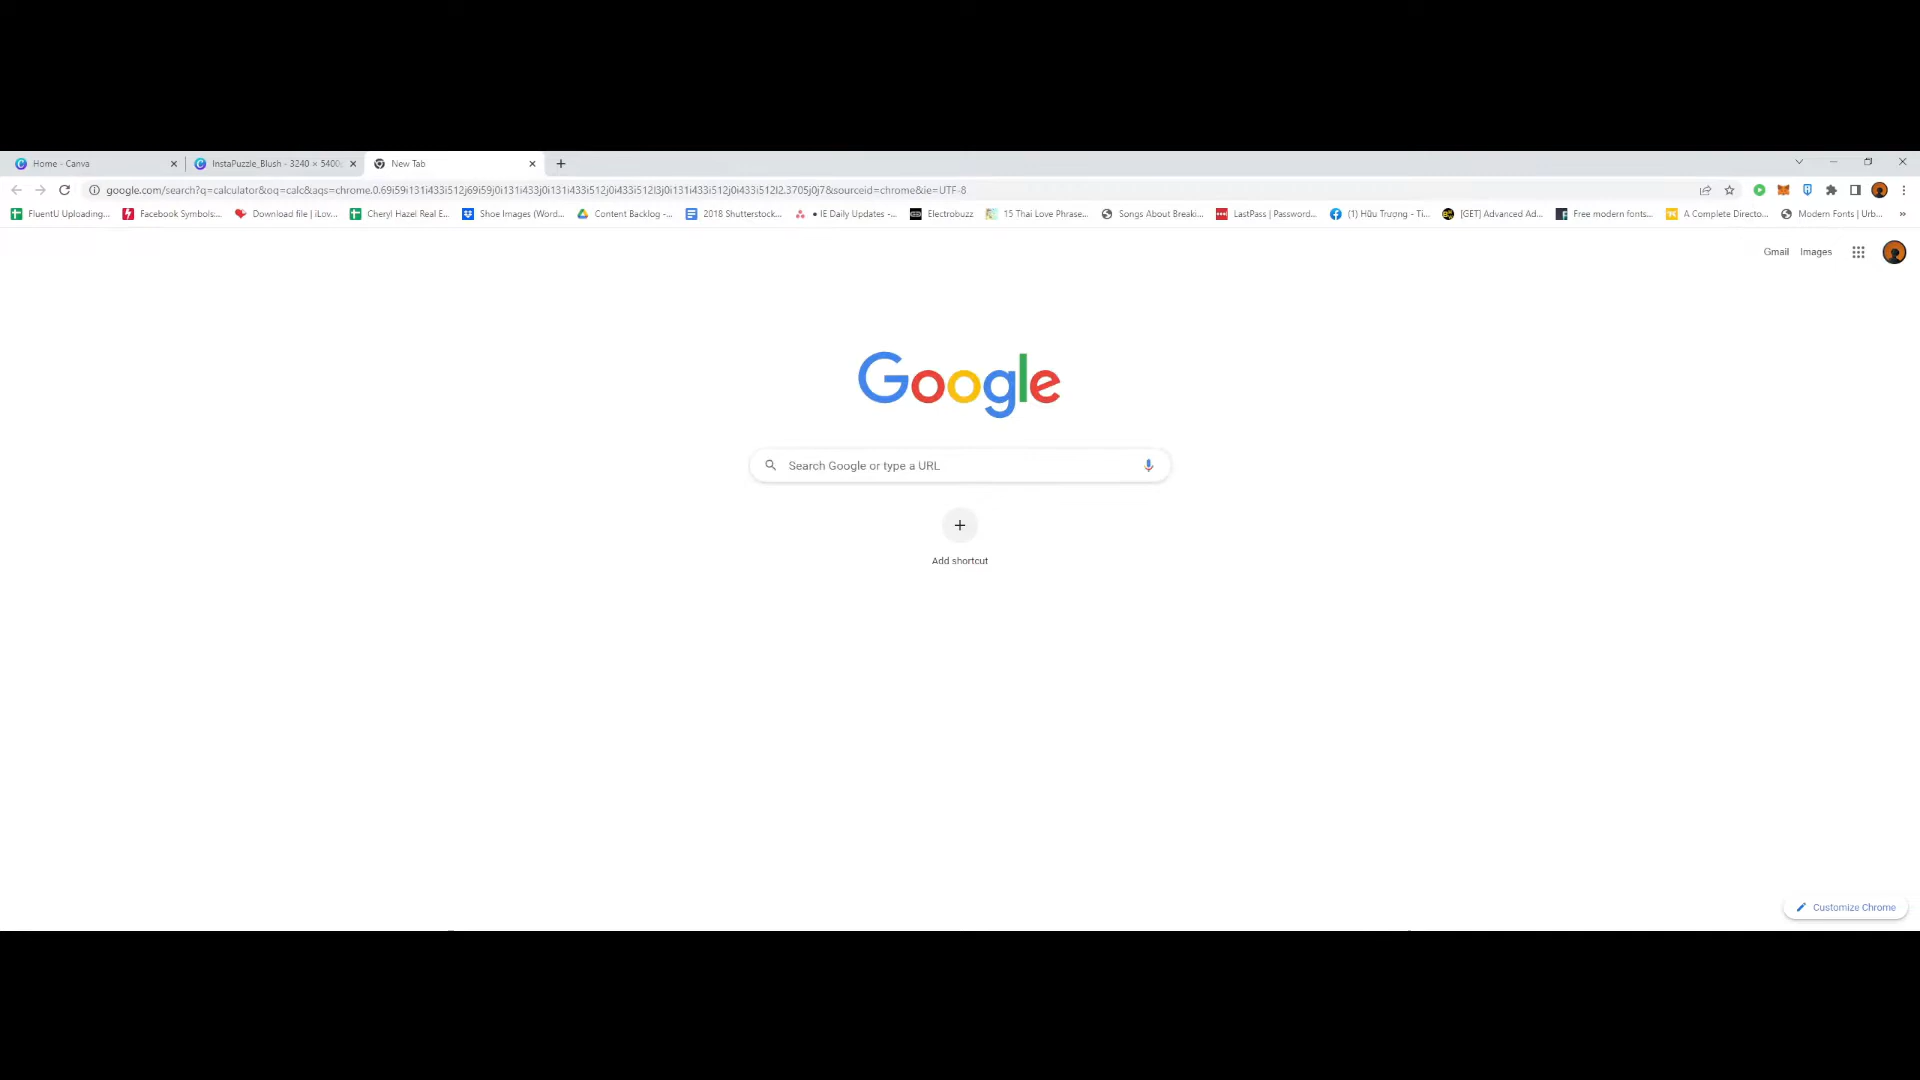 Home - Canva
InstaPuzzle_Blush - 3240 × 5400
New Tab
google.com/search?q=calculator&oq=calc&aqs=chrome.0.69i59i131i433i512j69i59j0i131i433j0i131i433i512j0i433i512l3j0i131i433i512j0i433i512l2.3705j0j7&sourceid=chrome&ie=UTF-8
FluentU Uploading...
Facebook Symbols:...
Download file | iLov...
Cheryl Hazel Real E...
Shoe Images (Word...
Content Backlog -...
2018 Shutterstock...
• IE Daily Updates -...
Electrobuzz
15 Thai Love Phrase...
Songs About Breaki...
LastPass | Password...
(1) Hữu Trương - Ti...
[GET] Advanced Ad...
Free modern fonts...
A Complete Directo...
Modern Fonts | Urb...
Gmail
Images
Google
Search Google or type a URL
Add shortcut
Customize Chrome